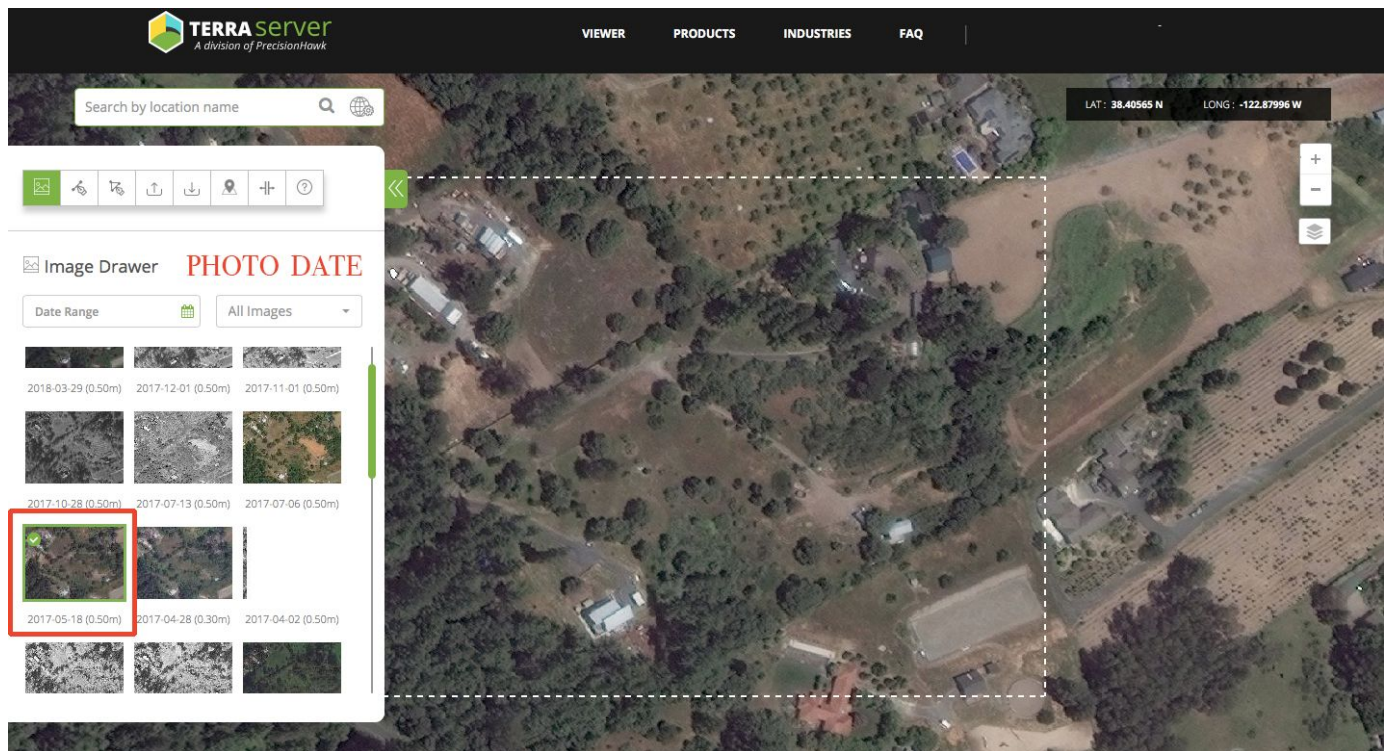 TERRA Server
A division of PrecisionHawk
VIEWER PRODUCTS INDUSTRIES FAQ
Search by location name
LAT : 38.40565 N LONG : -122.87996 W
+
−
Image Drawer PHOTO DATE
Date Range All Images
2018-03-29 (0.50m) 2017-12-01 (0.50m) 2017-11-01 (0.50m)
2017-10-28 (0.50m) 2017-07-13 (0.50m) 2017-07-06 (0.50m)
2017-05-18 (0.50m) 2017-04-28 (0.30m) 2017-04-02 (0.50m)